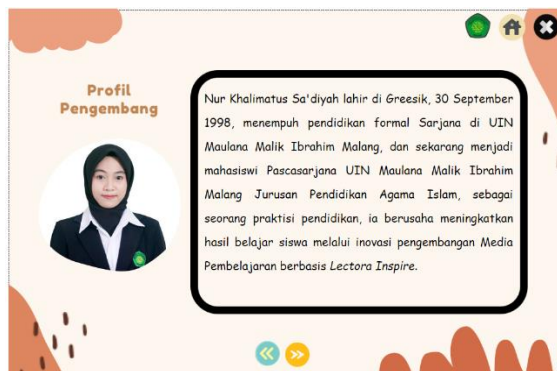 Profil
Pengembang
Nur Khalimatus Sa'diyah lahir di Greesik, 30 September
1998, menempuh pendidikan formal Sarjana di UIN
Maulana Malik Ibrahim Malang, dan sekarang menjadi
mahasiswi Pascasarjana UIN Maulana Malik Ibrahim
Malang Jurusan Pendidikan Agama Islam, sebagai
seorang praktisi pendidikan, ia berusaha meningkatkan
hasil belajar siswa melalui inovasi pengembangan Media
Pembelajaran berbasis Lectora Inspire.